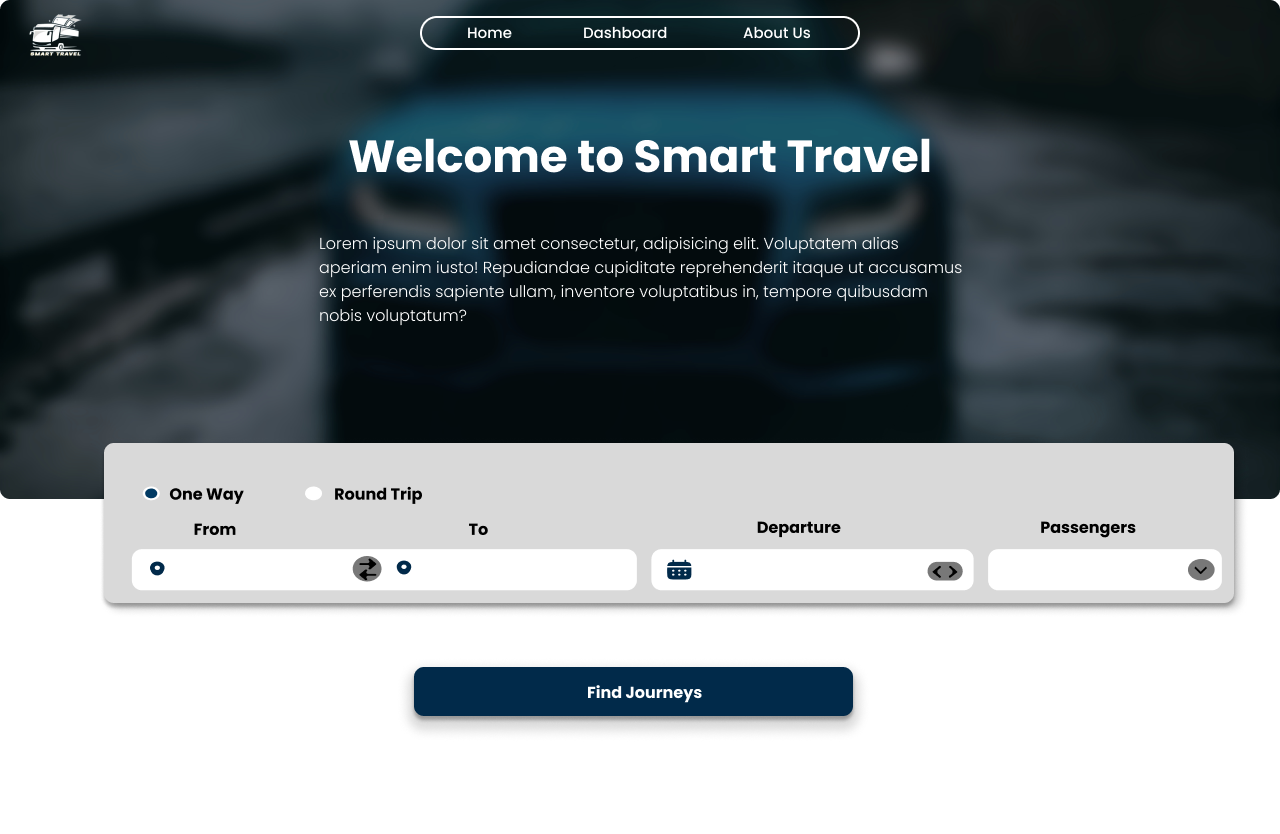 SMART TRAVEL
Home Dashboard About Us
Welcome to Smart Travel
Lorem ipsum dolor sit amet consectetur, adipisicing elit. Voluptatem alias
aperiam enim iusto! Repudiandae cupiditate reprehenderit itaque ut accusamus
ex perferendis sapiente ullam, inventore voluptatibus in, tempore quibusdam
nobis voluptatum?
One Way Round Trip
From To Departure Passengers
Find Journeys